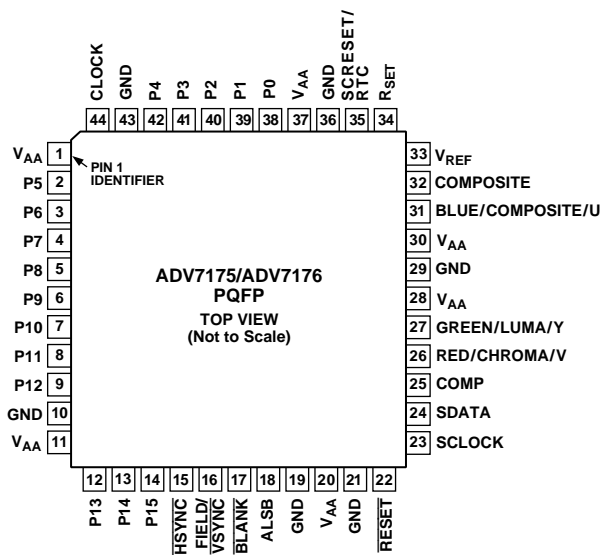 CLOCK
GND
P4
P3
P2
P1
P0
VAA
GND
SCRESET/
RTC
RSET
44 43 42 41 40 39 38 37 36 35 34
VAA 1
P5 2
P6 3
P7 4
P8 5
P9 6
P10 7
P11 8
P12 9
GND 10
VAA 11
PIN 1
IDENTIFIER
ADV7175/ADV7176
PQFP
TOP VIEW
(Not to Scale)
33 VREF
32 COMPOSITE
31 BLUE/COMPOSITE/U
30 VAA
29 GND
28 VAA
27 GREEN/LUMA/Y
26 RED/CHROMA/V
25 COMP
24 SDATA
23 SCLOCK
12 13 14 15 16 17 18 19 20 21 22
P13
P14
P15
HSYNC
FIELD/
VSYNC
BLANK
ALSB
GND
VAA
GND
RESET